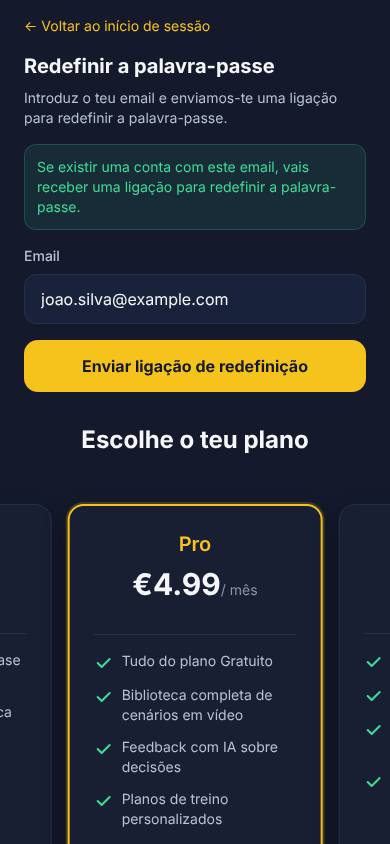 ← Voltar ao início de sessão
Redefinir a palavra-passe
Introduz o teu email e enviamos-te uma ligação
para redefinir a palavra-passe.
Se existir uma conta com este email, vais
receber uma ligação para redefinir a palavra-
passe.
Email
joao.silva@example.com
Enviar ligação de redefinição
Escolhe o teu plano
Pro
€4.99/ mês
Tudo do plano Gratuito
Biblioteca completa de
cenários em vídeo
Feedback com IA sobre
decisões
Planos de treino
personalizados